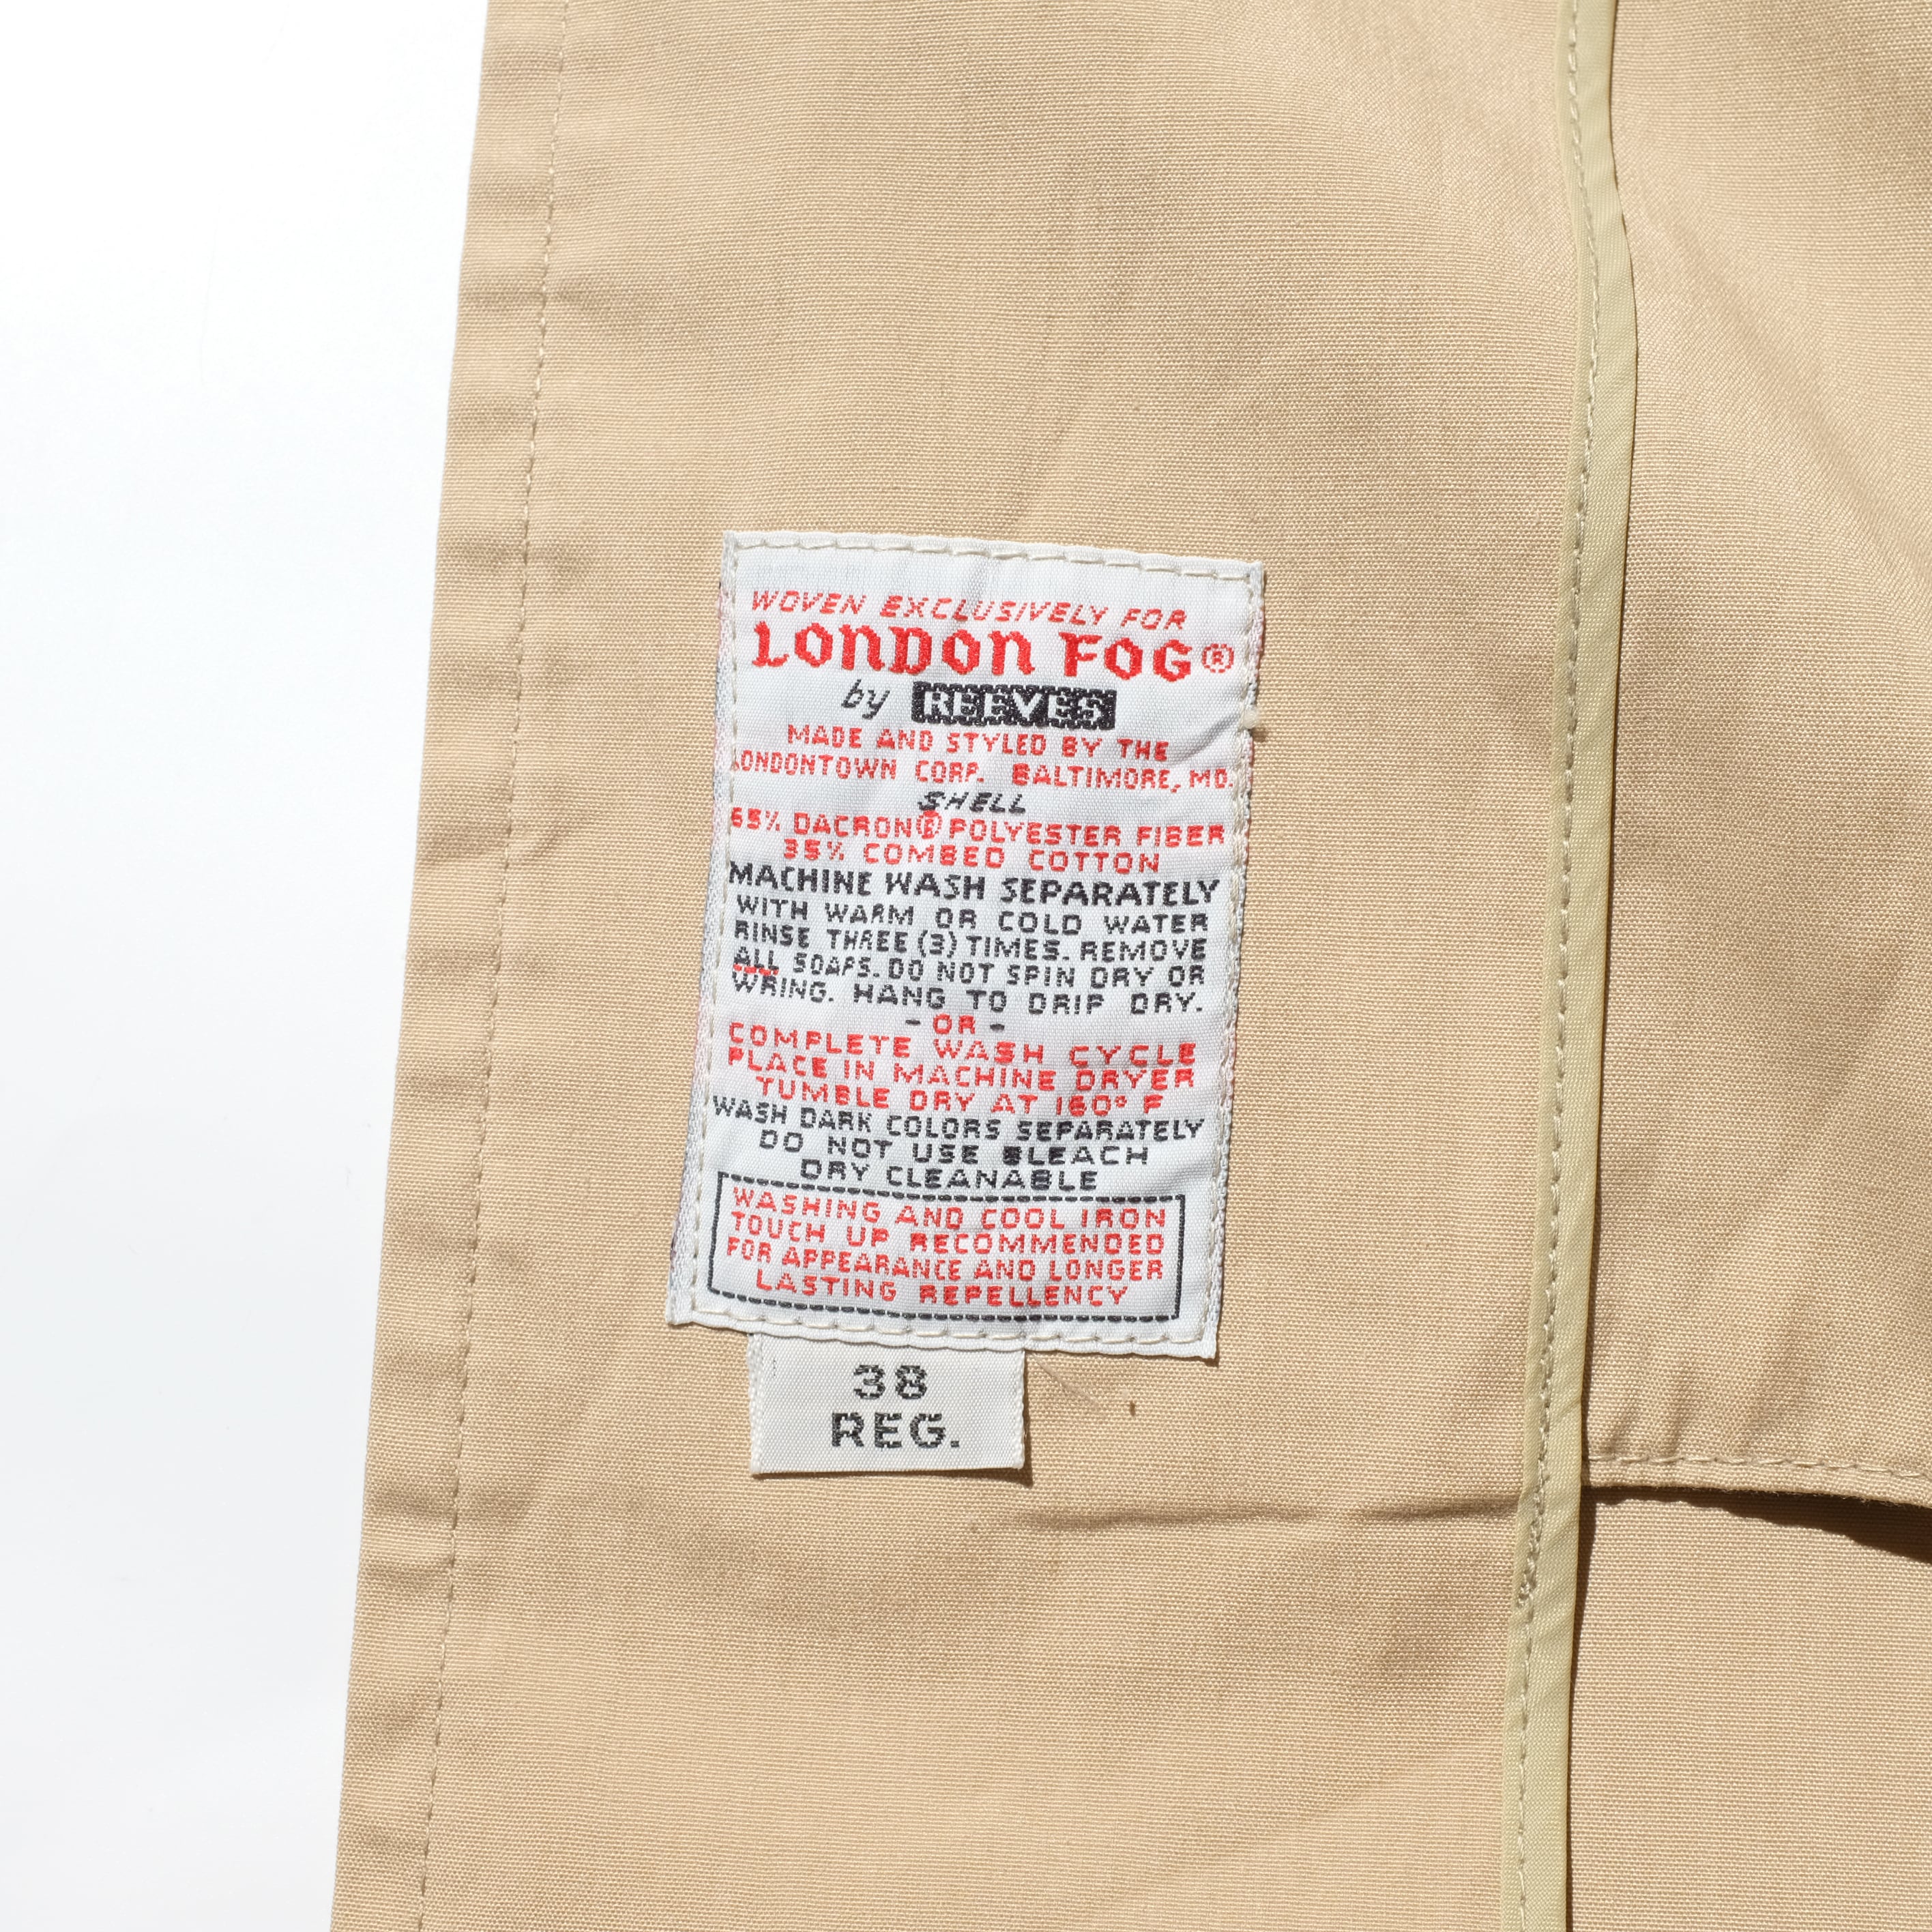 WOVEN EXCLUSIVELY FOR
LONDON FOG®
by REEVES
MADE AND STYLED BY THE
LONDONTOWN CORP. BALTIMORE, MD.
SHELL
65% DACRON® POLYESTER FIBER
35% COMBED COTTON
MACHINE WASH SEPARATELY
WITH WARM OR COLD WATER
RINSE THREE (3) TIMES. REMOVE
ALL SOAPS. DO NOT SPIN DRY OR
WRING. HANG TO DRIP DRY.
- OR -
COMPLETE WASH CYCLE
PLACE IN MACHINE DRYER
TUMBLE DRY AT 160° F
WASH DARK COLORS SEPARATELY
DO NOT USE BLEACH
DRY CLEANABLE
WASHING AND COOL IRON
TOUCH UP RECOMMENDED
FOR APPEARANCE AND LONGER
LASTING REPELLENCY
38
REG.